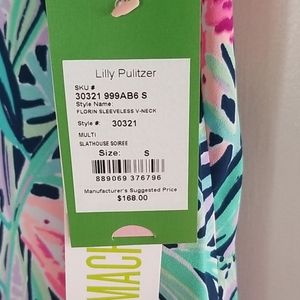 Lilly Pulitzer
SKU #
30321 999AB6 S
Style Name:
FLORIN SLEEVELESS V-NECK
Style #: 30321
MULTI
SLATHOUSE SOIREE
Size: S
889069 376796
Manufacturer's Suggested Price
$168.00
MACK